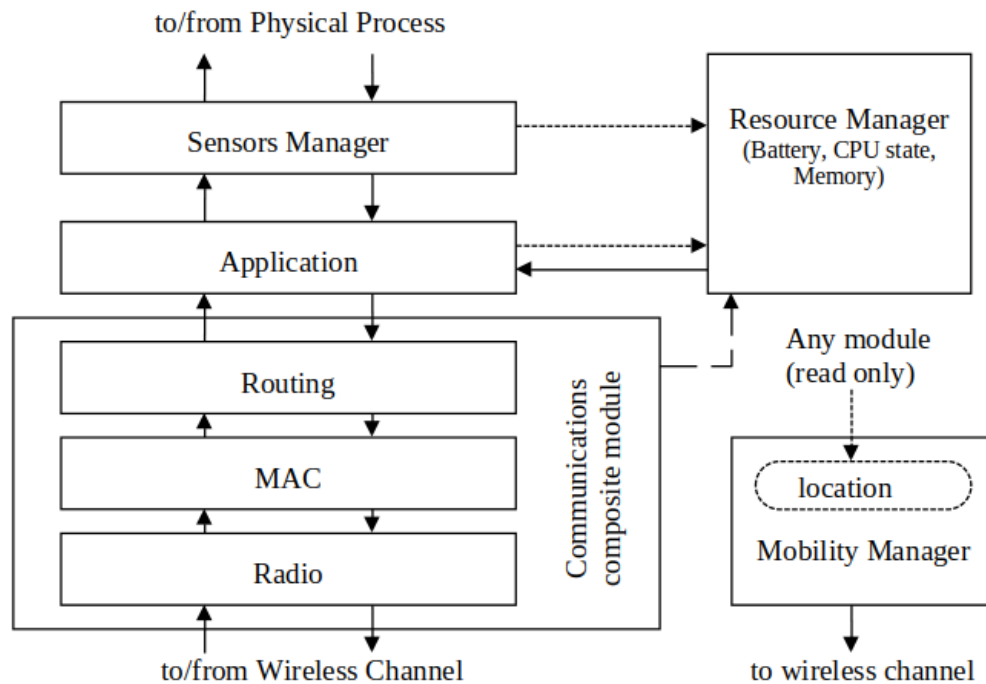 to/from Physical Process
Sensors Manager
Resource Manager
(Battery, CPU state,
Memory)
Application
Routing
MAC
Radio
Communications
composite module
Any module
(read only)
location
Mobility Manager
to/from Wireless Channel
to wireless channel